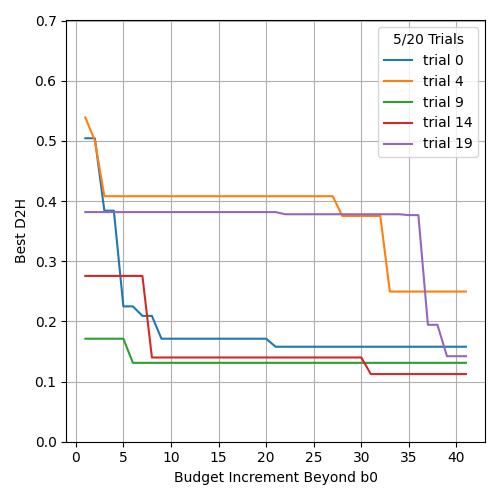 5/20 Trials
trial 0
trial 4
trial 9
trial 14
trial 19
Best D2H
0.7
0.6
0.5
0.4
0.3
0.2
0.1
0.0
0 5 10 15 20 25 30 35 40
Budget Increment Beyond b0